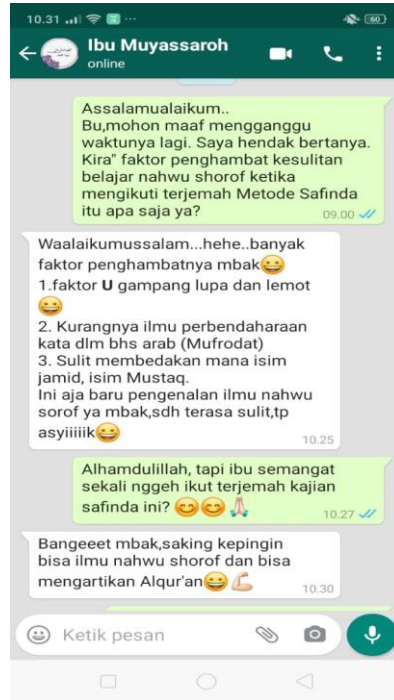 10.31
60
Ibu Muyassaroh
online
Assalamualaikum..
Bu,mohon maaf mengganggu
waktunya lagi. Saya hendak bertanya.
Kira" faktor penghambat kesulitan
belajar nahwu shorof ketika
mengikuti terjemah Metode Safinda
itu apa saja ya?
09.00
Waalaikumussalam...hehe..banyak
faktor penghambatnya mbak😀
1.faktor U gampang lupa dan lemot
😀
2. Kurangnya ilmu perbendaharaan
kata dlm bhs arab (Mufrodat)
3. Sulit membedakan mana isim
jamid, isim Mustaq.
Ini aja baru pengenalan ilmu nahwu
sorof ya mbak,sdh terasa sulit,tp
asyiiiiik😀
10.25
Alhamdulillah, tapi ibu semangat
sekali nggeh ikut terjemah kajian
safinda ini? 😊😊🙏
10.27
Bangeeet mbak,saking kepingin
bisa ilmu nahwu shorof dan bisa
mengartikan Alqur'an😀💪
10.30
Ketik pesan